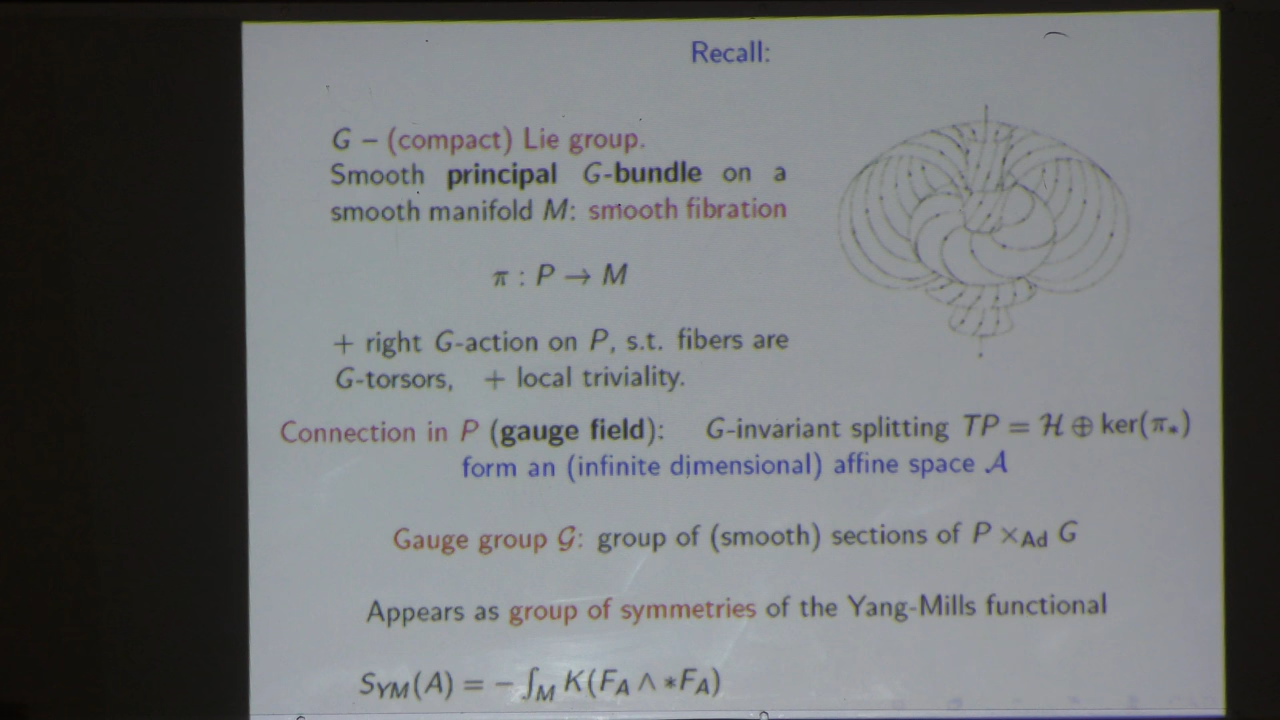 Recall:
G – (compact) Lie group.
Smooth principal G-bundle on a
smooth manifold M: smooth fibration
π : P → M
+ right G-action on P, s.t. fibers are
G-torsors, + local triviality.
Connection in P (gauge field): G-invariant splitting TP = ℋ ⊕ ker(π∗)
form an (infinite dimensional) affine space 𝒜
Gauge group 𝒢: group of (smooth) sections of P ×_Ad G
Appears as group of symmetries of the Yang-Mills functional
S_YM(A) = − ∫_M K(F_A ∧ ∗F_A)